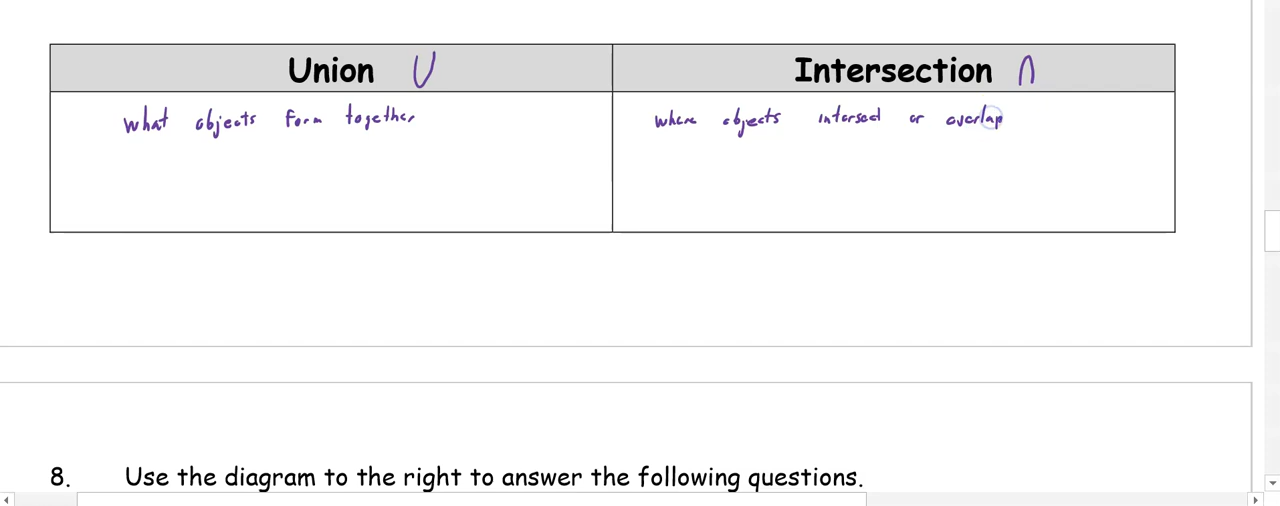 Union U Intersection ∩
what objects form together where objects intersect or overlap
8. Use the diagram to the right to answer the following questions.